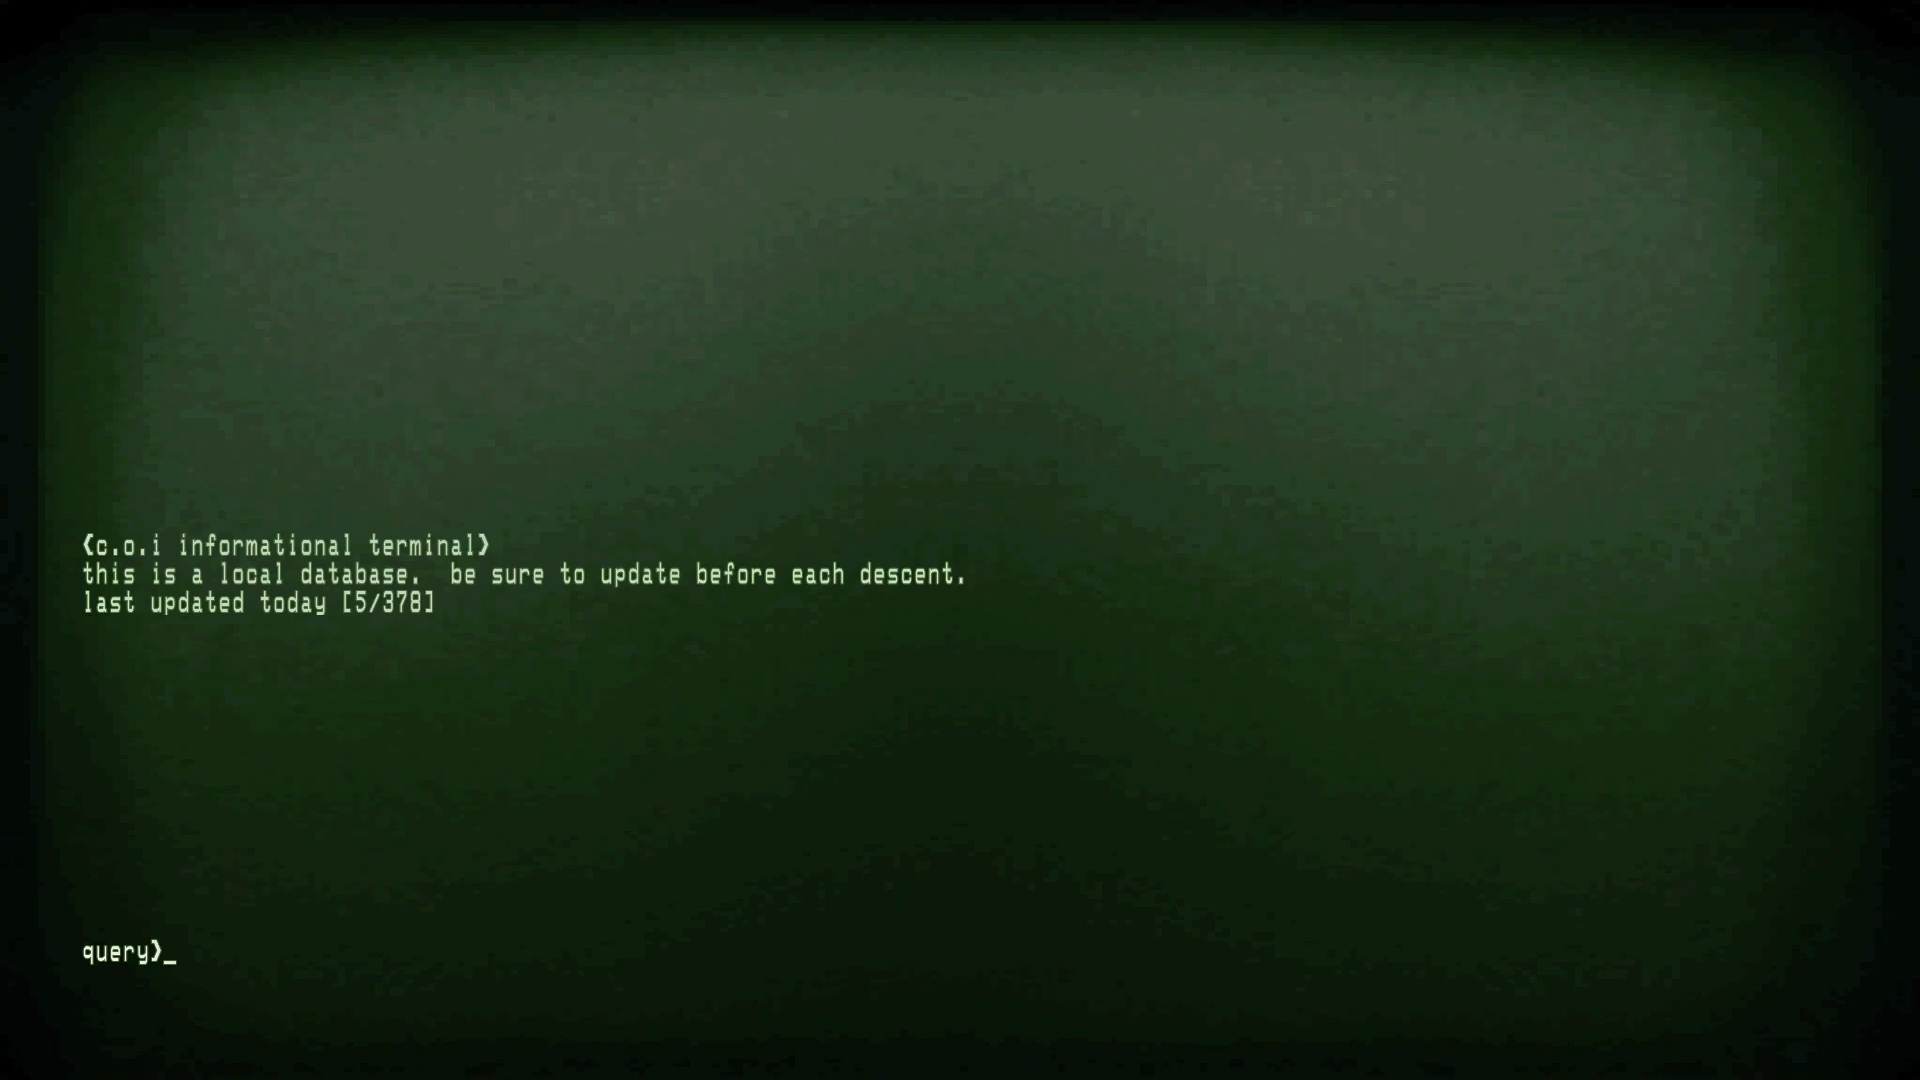 ❮c.o.i informational terminal❯
this is a local database.  be sure to update before each descent.
last updated today [5/378]
query❯_